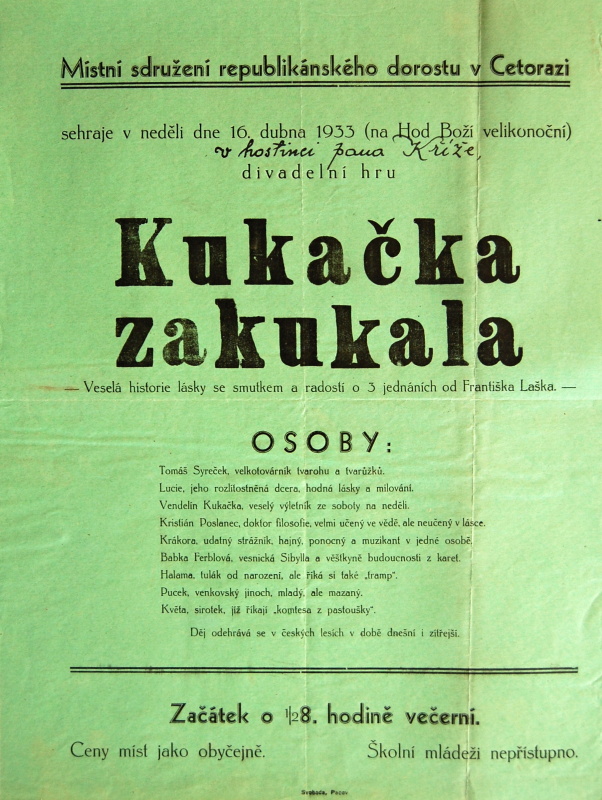 Místní sdružení republikánského dorostu v Cetorazi
sehraje v neděli dne 16. dubna 1933 (na Hod Boží velikonoční)
v hostinci pana Kříže,
divadelní hru
Kukačka
zakukala
— Veselá historie lásky se smutkem a radostí o 3 jednáních od Františka Laška. —
OSOBY:
Tomáš Syreček, velkotovárník tvarohu a tvarůžků.
Lucie, jeho rozlítostněná dcera, hodná lásky a milování.
Vendelín Kukačka, veselý výletník ze soboty na neděli.
Kristián Poslanec, doktor filosofie, velmi učený ve vědě, ale neučený v lásce.
Krákora, udatný strážník, hajný, ponocný a muzikant v jedné osobě.
Babka Ferblová, vesnická Sibylla a věštkyně budoucnosti z karet.
Halama, tulák od narození, ale říká si také „tramp“.
Pucek, venkovský jinoch, mladý, ale mazaný.
Květa, sirotek, jíž říkají „komtesa z pastoušky“.
Děj odehrává se v českých lesích v době dnešní i zítřejší.
Začátek o 1/28. hodině večerní.
Ceny míst jako obyčejně. Školní mládeži nepřístupno.
Svoboda, Pacov